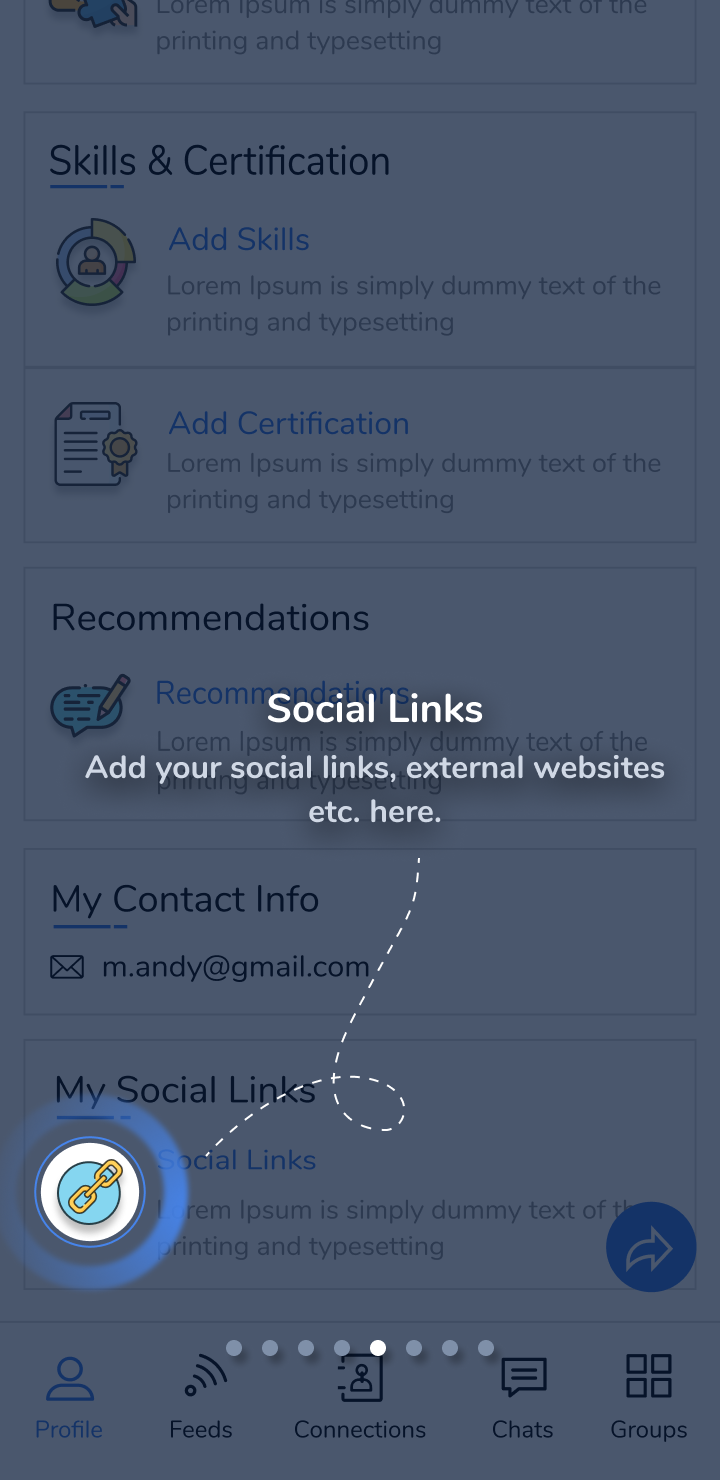 Lorem Ipsum is simply dummy text of the
printing and typesetting
Skills & Certification
Add Skills
Lorem Ipsum is simply dummy text of the
printing and typesetting
Add Certification
Lorem Ipsum is simply dummy text of the
printing and typesetting
Recommendations
Recommendations
Social Links
Lorem Ipsum is simply dummy text of the
Add your social links, external websites
printing and typesetting
etc. here.
My Contact Info
m.andy@gmail.com
My Social Links
Social Links
Lorem Ipsum is simply dummy text of the
printing and typesetting
Profile
Feeds
Connections
Chats
Groups